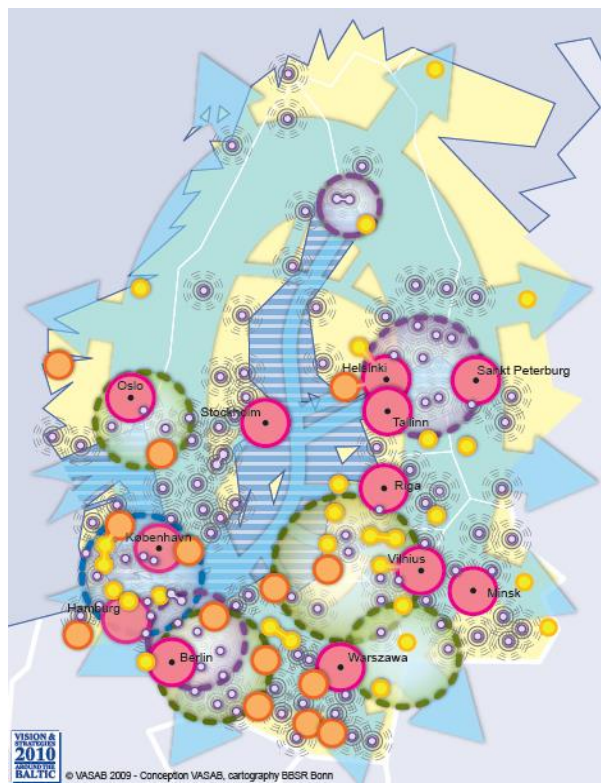 Oslo
Helsinki
Sankt Peterburg
Stockholm
Tallinn
Riga
København
Vilnius
Minsk
Hamburg
Berlin
Warszawa
VISION &
STRATEGIES
2010
AROUND THE
BALTIC
© VASAB 2009 - Conception VASAB, cartography BBSR Bonn